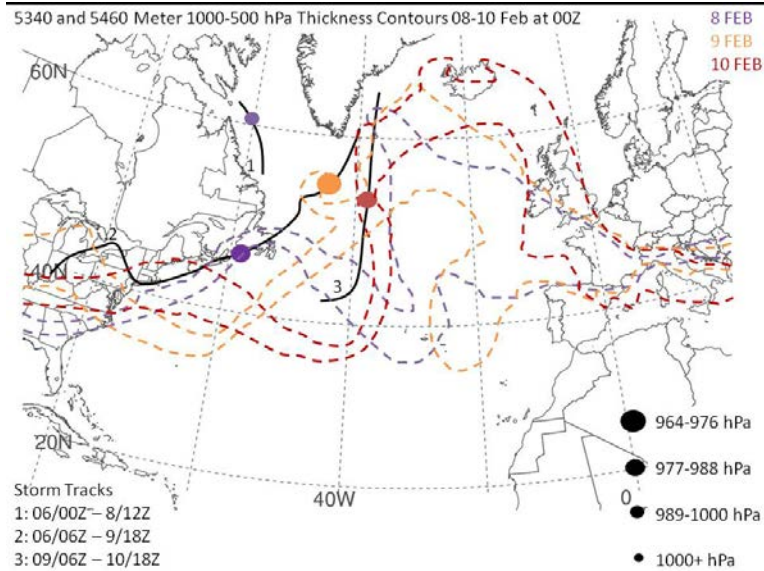 5340 and 5460 Meter 1000-500 hPa Thickness Contours 08-10 Feb at 00Z
8 FEB
9 FEB
10 FEB
60N
1
2
40N
3
964-976 hPa
20N
977-988 hPa
Storm Tracks
40W
0
989-1000 hPa
1: 06/00Z – 8/12Z
2: 06/06Z – 9/18Z
3: 09/06Z – 10/18Z
1000+ hPa